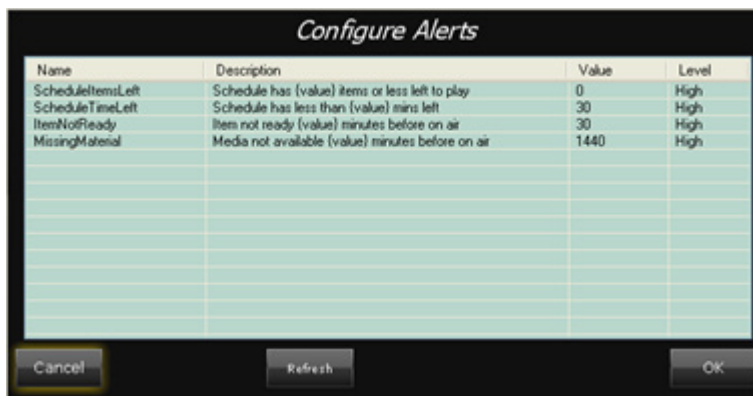 Configure Alerts
Name Description Value Level
ScheduleItemsLeft Schedule has {value} items or less left to play 0 High
ScheduleTimeLeft Schedule has less than {value} mins left 30 High
ItemNotReady Item not ready {value} minutes before on air 30 High
MissingMaterial Media not available {value} minutes before on air 1440 High
Cancel Refresh OK